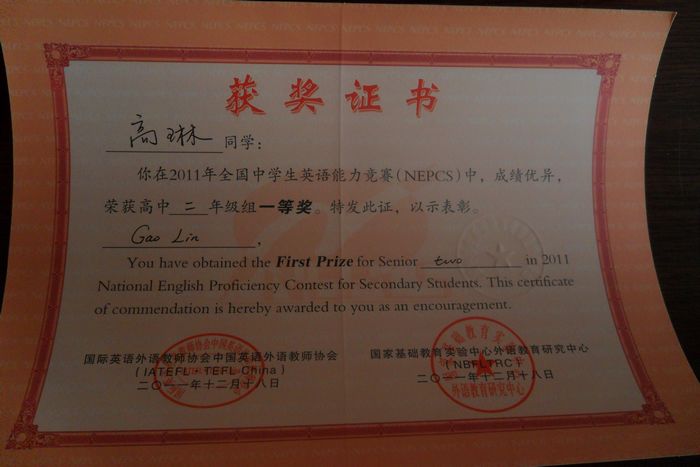 获奖证书
高琳同学：
你在2011年全国中学生英语能力竞赛（NEPCS）中，成绩优异，
荣获高中二年级组一等奖。特发此证，以示表彰。
Gao Lin,
You have obtained the First Prize for Senior two in 2011
National English Proficiency Contest for Secondary Students. This certificate
of commendation is hereby awarded to you as an encouragement.
国际英语外语教师协会中国英语外语教师协会
（IATEFL-TEFL China）
二〇一一年十二月十八日
国家基础教育实验中心外语教育研究中心
（NBFLTRC）
二〇一一年十二月十八日